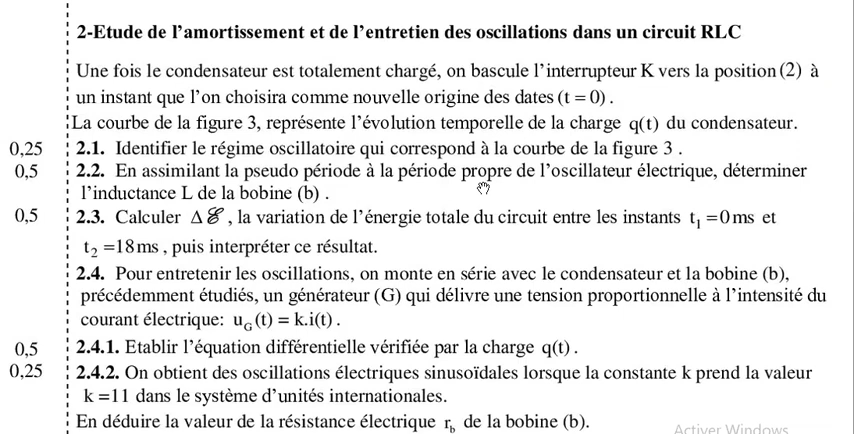 2-Etude de l'amortissement et de l'entretien des oscillations dans un circuit RLC
Une fois le condensateur est totalement chargé, on bascule l'interrupteur K vers la position (2) à
un instant que l'on choisira comme nouvelle origine des dates (t = 0) .
La courbe de la figure 3, représente l'évolution temporelle de la charge q(t) du condensateur.
0,25 2.1. Identifier le régime oscillatoire qui correspond à la courbe de la figure 3 .
0,5 2.2. En assimilant la pseudo période à la période propre de l'oscillateur électrique, déterminer
l'inductance L de la bobine (b) .
0,5 2.3. Calculer Δℰ , la variation de l'énergie totale du circuit entre les instants t₁ =0 ms et
t₂ =18 ms , puis interpréter ce résultat.
2.4. Pour entretenir les oscillations, on monte en série avec le condensateur et la bobine (b),
précédemment étudiés, un générateur (G) qui délivre une tension proportionnelle à l'intensité du
courant électrique: u_G(t) = k.i(t) .
0,5 2.4.1. Etablir l'équation différentielle vérifiée par la charge q(t) .
0,25 2.4.2. On obtient des oscillations électriques sinusoïdales lorsque la constante k prend la valeur
k =11 dans le système d'unités internationales.
En déduire la valeur de la résistance électrique r_b de la bobine (b).
Activer Windows